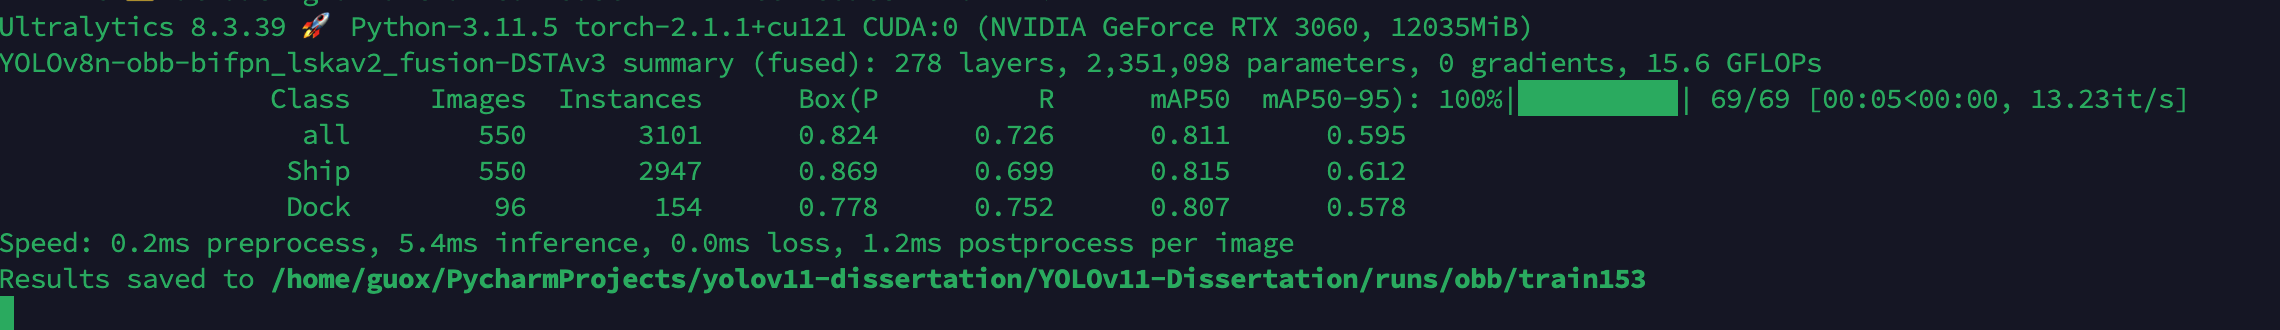 Ultralytics 8.3.39 🚀 Python-3.11.5 torch-2.1.1+cu121 CUDA:0 (NVIDIA GeForce RTX 3060, 12035MiB)
YOLOv8n-obb-bifpn_lskav2_fusion-DSTAv3 summary (fused): 278 layers, 2,351,098 parameters, 0 gradients, 15.6 GFLOPs
Class Images Instances Box(P R mAP50 mAP50-95): 100%|██████████| 69/69 [00:05<00:00, 13.23it/s]
all 550 3101 0.824 0.726 0.811 0.595
Ship 550 2947 0.869 0.699 0.815 0.612
Dock 96 154 0.778 0.752 0.807 0.578
Speed: 0.2ms preprocess, 5.4ms inference, 0.0ms loss, 1.2ms postprocess per image
Results saved to /home/guox/PycharmProjects/yolov11-dissertation/YOLOv11-Dissertation/runs/obb/train153